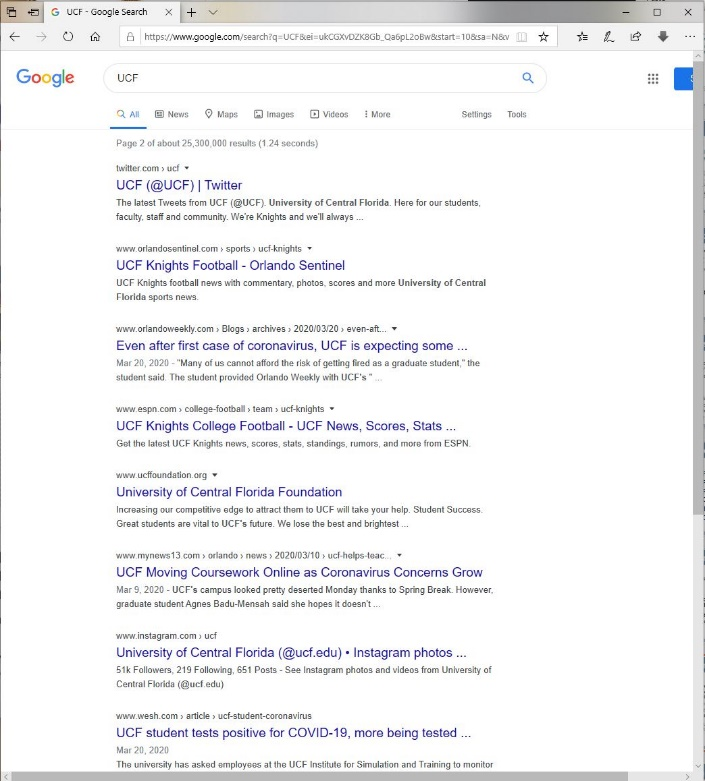 UCF - Google Search
https://www.google.com/search?q=UCF&ei=ukCGXvDZK8Gb_Qa6pL2oBw&start=10&sa=N&v
Google
UCF
S
All News Maps Images Videos More Settings Tools
Page 2 of about 25,300,000 results (1.24 seconds)
twitter.com › ucf
UCF (@UCF) | Twitter
The latest Tweets from UCF (@UCF). University of Central Florida. Here for our students,
faculty, staff and community. We're Knights and we'll always ...
www.orlandosentinel.com › sports › ucf-knights
UCF Knights Football - Orlando Sentinel
UCF Knights football news with commentary, photos, scores and more University of Central
Florida sports news.
www.orlandoweekly.com › Blogs › archives › 2020/03/20 › even-aft...
Even after first case of coronavirus, UCF is expecting some ...
Mar 20, 2020 - "Many of us cannot afford the risk of getting fired as a graduate student," the
student said. The student provided Orlando Weekly with UCF's " ...
www.espn.com › college-football › team › ucf-knights
UCF Knights College Football - UCF News, Scores, Stats ...
Get the latest UCF Knights news, scores, stats, standings, rumors, and more from ESPN.
www.ucffoundation.org
University of Central Florida Foundation
Increasing our competitive edge to attract them to UCF will take your help. Student Success.
Great students are vital to UCF's future. We lose the best and brightest ...
www.mynews13.com › orlando › news › 2020/03/10 › ucf-helps-teac...
UCF Moving Coursework Online as Coronavirus Concerns Grow
Mar 9, 2020 - UCF's campus looked pretty deserted Monday thanks to Spring Break. However,
graduate student Agnes Badu-Mensah said she hopes it doesn't ...
www.instagram.com › ucf
University of Central Florida (@ucf.edu) • Instagram photos ...
51k Followers, 219 Following, 651 Posts - See Instagram photos and videos from University of
Central Florida (@ucf.edu)
www.wesh.com › article › ucf-student-coronavirus
UCF student tests positive for COVID-19, more being tested ...
Mar 20, 2020
The university has asked employees at the UCF Institute for Simulation and Training to monitor